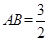 AB = 3/2